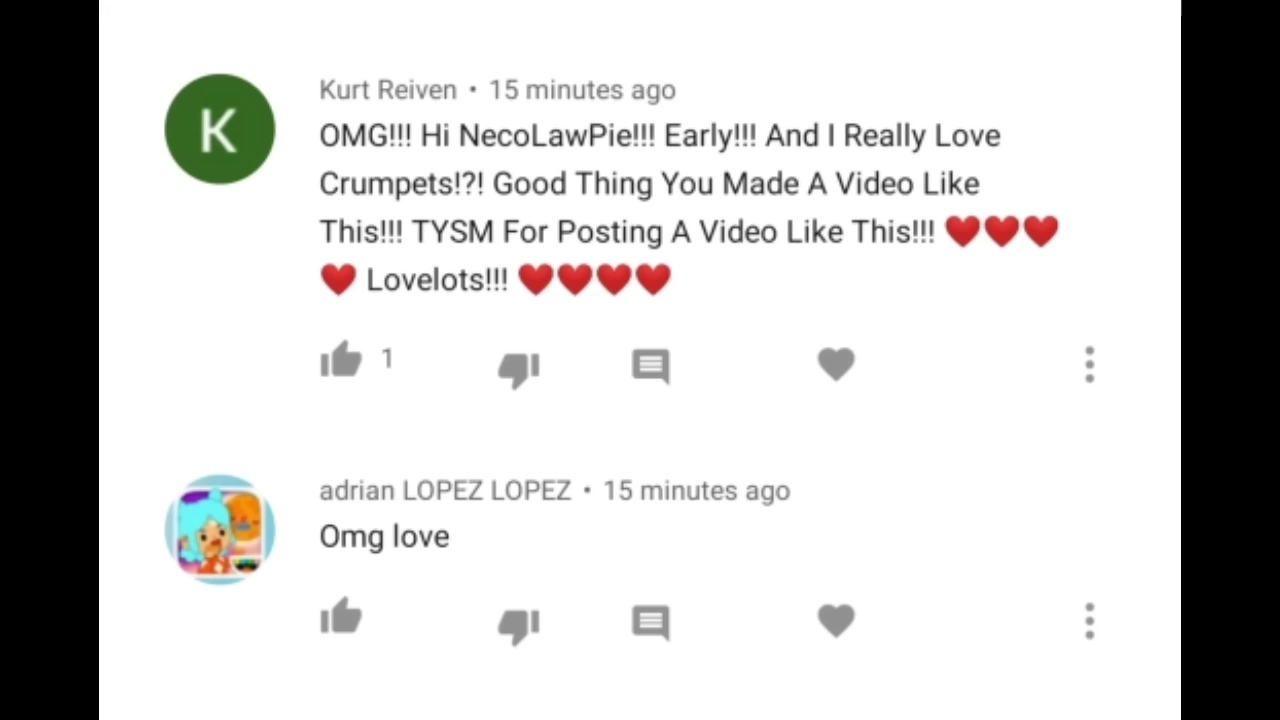 K
Kurt Reiven • 15 minutes ago
OMG!!! Hi NecoLawPie!!! Early!!! And I Really Love
Crumpets!?! Good Thing You Made A Video Like
This!!! TYSM For Posting A Video Like This!!! ❤️❤️❤️
❤️ Lovelots!!! ❤️❤️❤️❤️
1
adrian LOPEZ LOPEZ • 15 minutes ago
Omg love